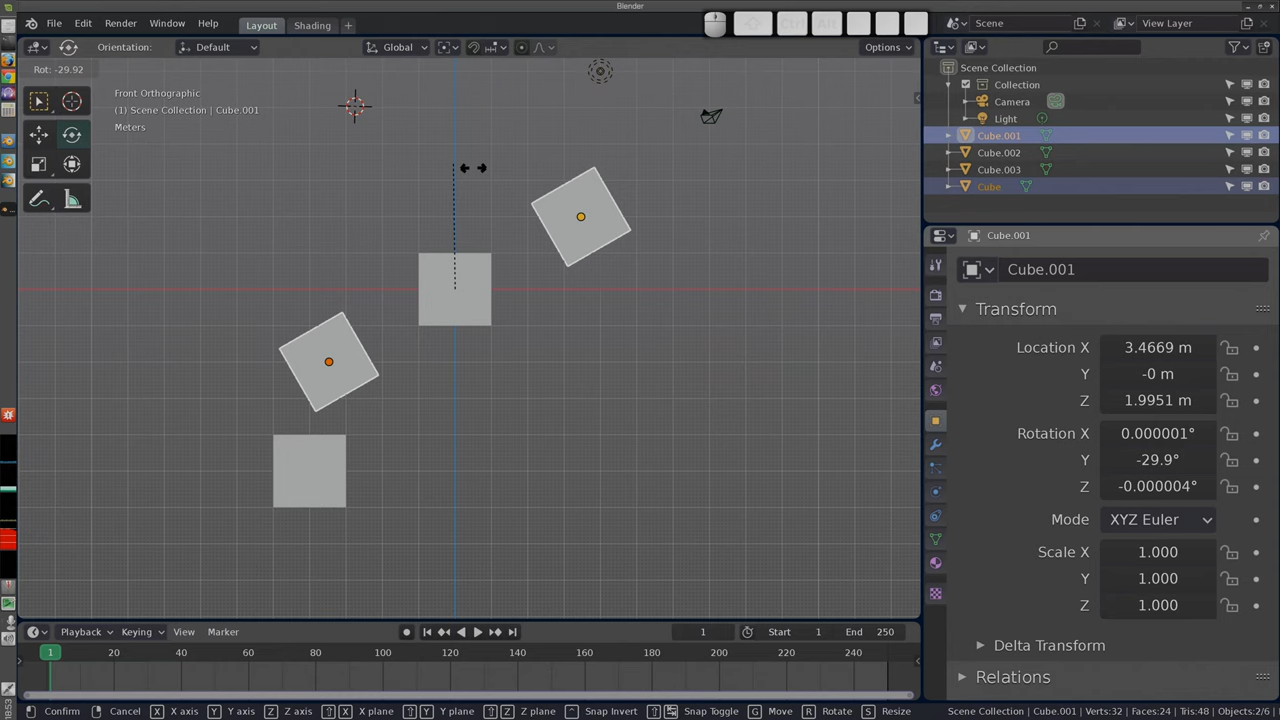 Blender
File Edit Render Window Help Layout Shading + Ctrl Alt Scene View Layer
Orientation: Default Global Options
Rot: -29.92
Front Orthographic
(1) Scene Collection | Cube.001
Meters
Scene Collection
Collection
Camera
Light
Cube.001
Cube.002
Cube.003
Cube
Cube.001
Cube.001
Transform
Location X 3.4669 m
Y -0 m
Z 1.9951 m
Rotation X 0.000001°
Y -29.9°
Z -0.000004°
Mode XYZ Euler
Scale X 1.000
Y 1.000
Z 1.000
Delta Transform
Relations
Playback Keying View Marker 1 Start 1 End 250
1 20 40 60 80 100 120 140 160 180 200 220 240
Confirm Cancel X X axis Y Y axis Z Z axis X X plane Y Y plane Z Z plane Snap Invert Snap Toggle G Move R Rotate S Resize Scene Collection | Cube.001 | Verts:32 | Faces:24 | Tris:48 | Objects:2/6
18:53